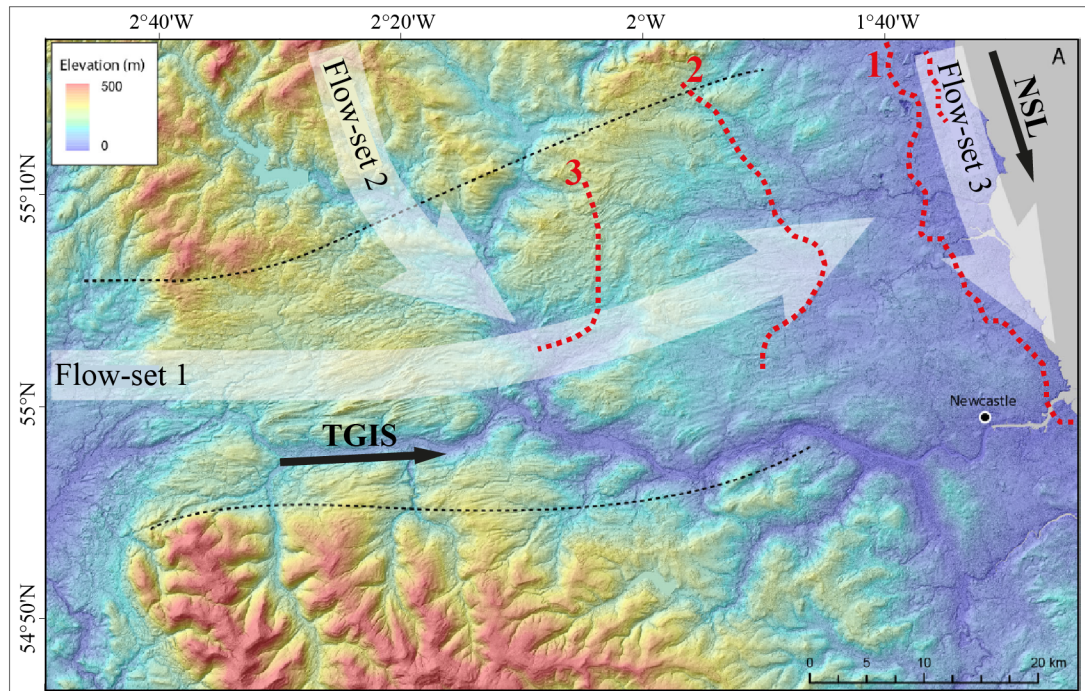 2°40'W 2°20'W 2°W 1°40'W
Elevation (m)
500
0
A
Flow-set 2
2
1
Flow-set 3
NSL
55°10'N
3
Flow-set 1
55°N
Newcastle
TGIS
54°50'N
0 5 10 20 km